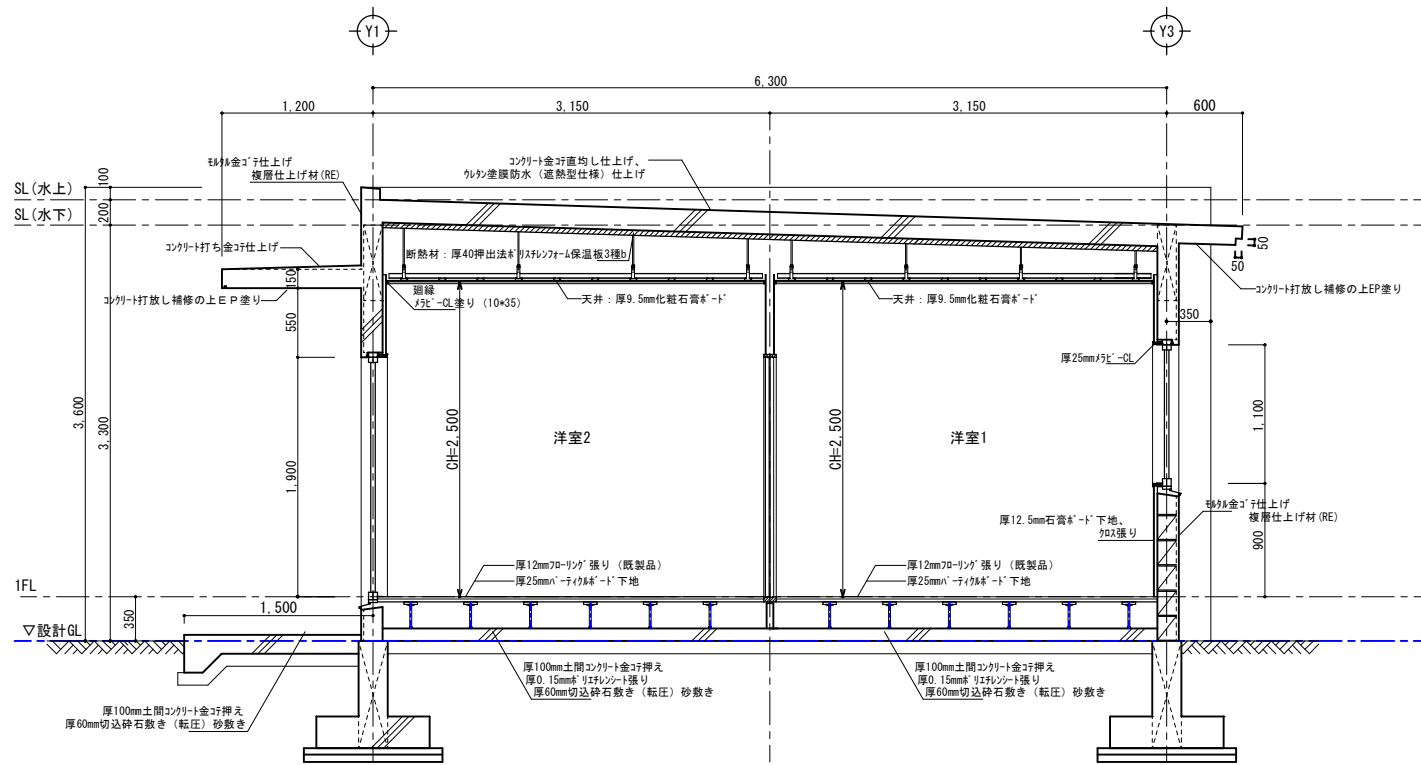 Y1
Y3
6,300
1,200
3,150
3,150
600
モルタル金ゴテ仕上げ
複層仕上げ材(RE)
コンクリート金コテ直均し仕上げ、
ウレタン塗膜防水（遮熱型仕様）仕上げ
SL(水上)
100
SL(水下)
200
コンクリート打ち金コテ仕上げ
断熱材：厚40押出法ポリスチレンフォーム保温板3種b
50
50
150
コンクリート打放し補修の上ＥＰ塗り
廻縁
メラピーCL塗り（10*35）
天井：厚9.5mm化粧石膏ボード
天井：厚9.5mm化粧石膏ボード
コンクリート打放し補修の上EP塗り
350
550
厚25mmメラピーCL
3,600
3,300
CH=2,500
CH=2,500
1,100
洋室2
洋室1
1,900
厚12.5mm石膏ボード下地、
クロス張り
モルタル金ゴテ仕上げ
複層仕上げ材(RE)
900
厚12mmフローリング張り（既製品）
厚25mmパーティクルボード下地
厚12mmフローリング張り（既製品）
厚25mmパーティクルボード下地
1FL
1,500
350
▽設計GL
厚100mm土間コンクリート金コテ押え
厚0.15mmポリエチレンシート張り
厚60mm切込砕石敷き（転圧）砂敷き
厚100mm土間コンクリート金コテ押え
厚0.15mmポリエチレンシート張り
厚60mm切込砕石敷き（転圧）砂敷き
厚100mm土間コンクリート金コテ押え
厚60mm切込砕石敷き（転圧）砂敷き